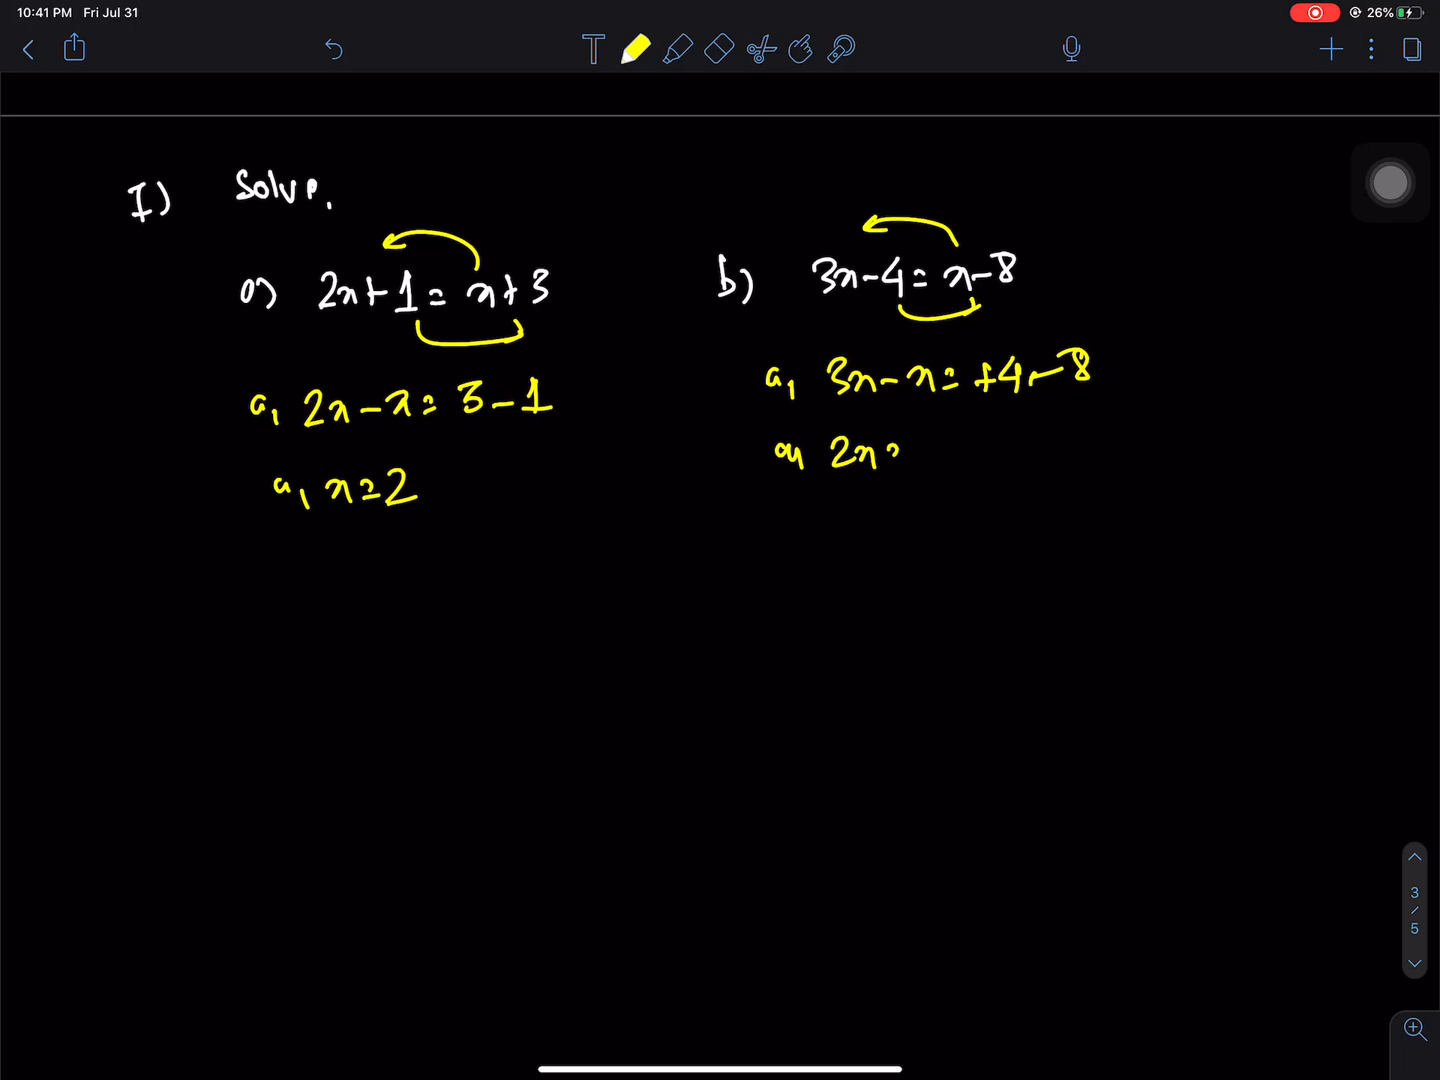 10:41 PM Fri Jul 31
26%
I) Solve.
a) 2x+1 = x+3
b) 3x-4 = x-8
a, 2x-x = 3-1
a, 3x-x = +4-8
a, x=2
a, 2x =
3
/
5